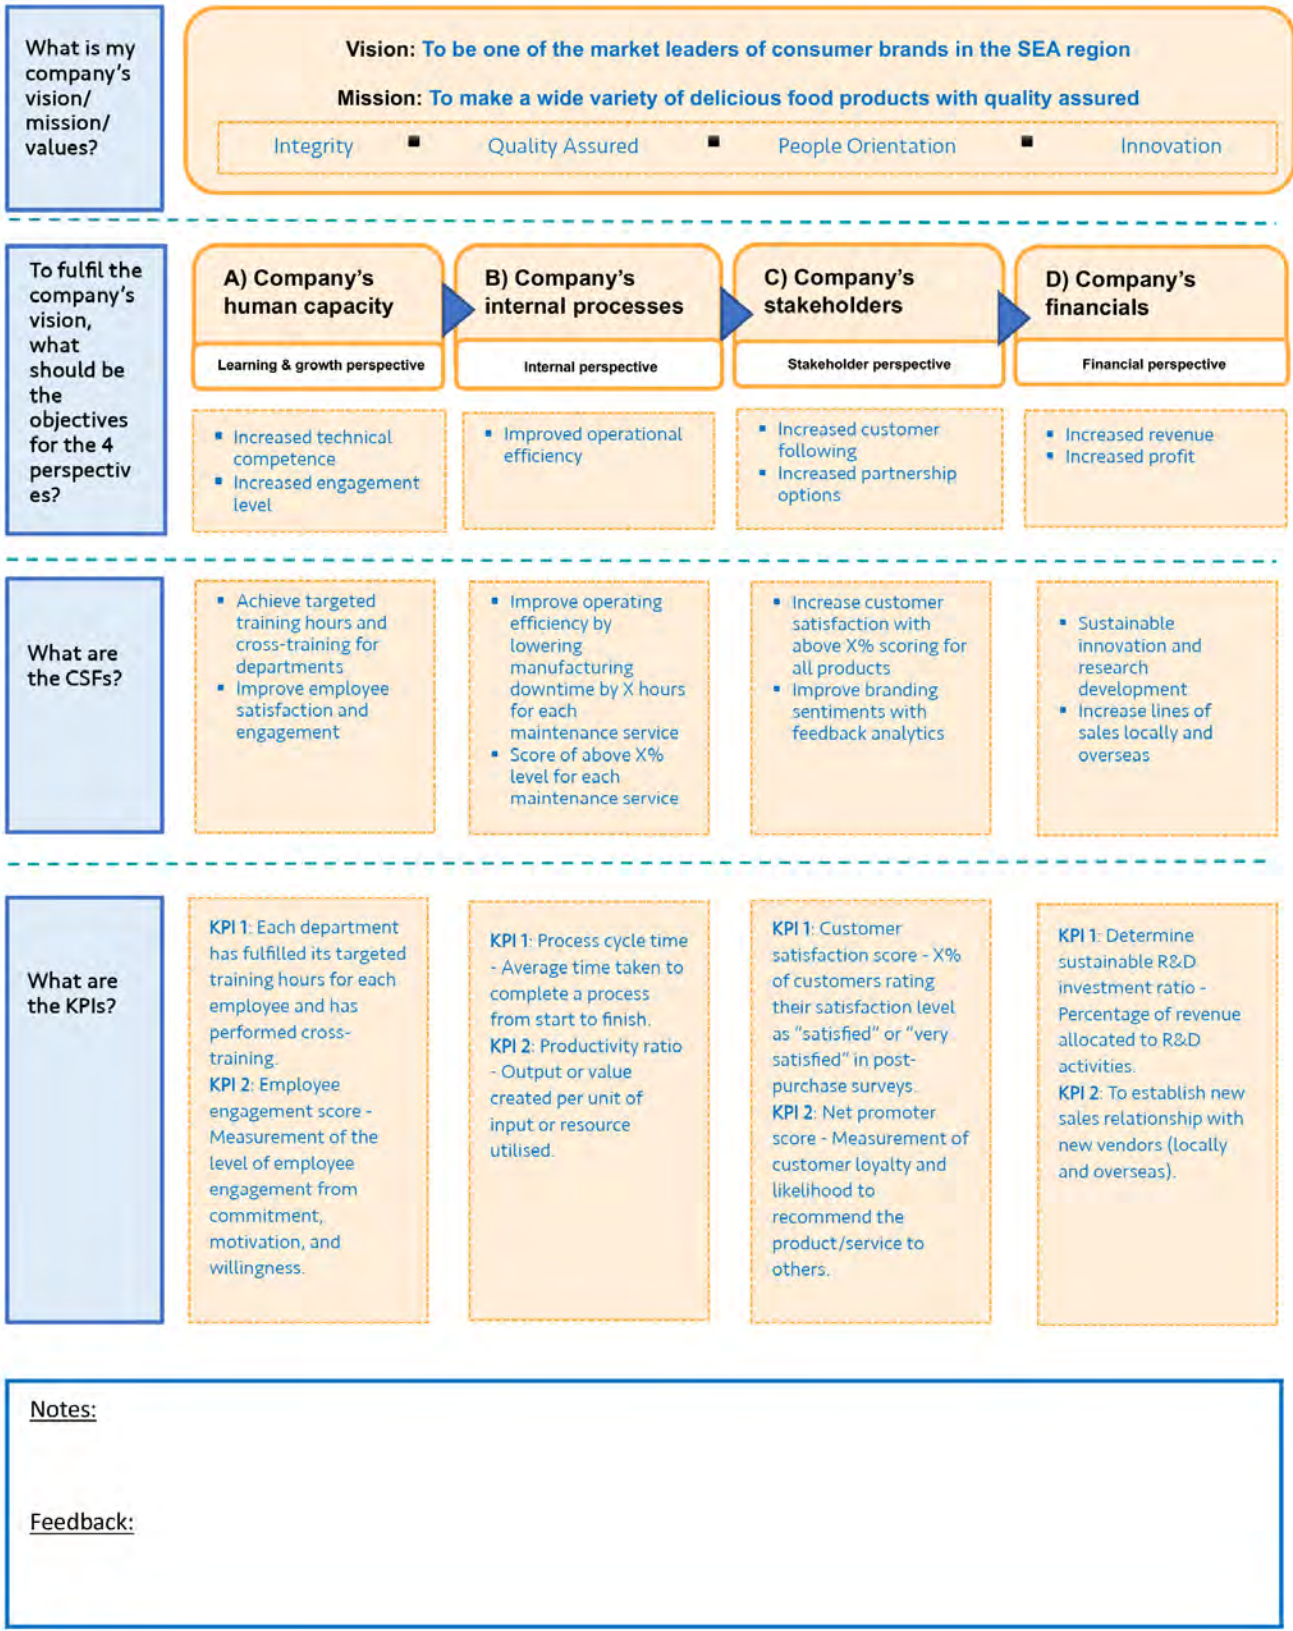 What is my
company's
vision/
mission/
values?
Vision: To be one of the market leaders of consumer brands in the SEA region
Mission: To make a wide variety of delicious food products with quality assured
Integrity ▪ Quality Assured ▪ People Orientation ▪ Innovation
To fulfil the
company's
vision,
what
should be
the
objectives
for the 4
perspectiv
es?
A) Company's
human capacity
Learning & growth perspective
▪ Increased technical
competence
▪ Increased engagement
level
B) Company's
internal processes
Internal perspective
▪ Improved operational
efficiency
C) Company's
stakeholders
Stakeholder perspective
▪ Increased customer
following
▪ Increased partnership
options
D) Company's
financials
Financial perspective
▪ Increased revenue
▪ Increased profit
What are
the CSFs?
▪ Achieve targeted
training hours and
cross-training for
departments
▪ Improve employee
satisfaction and
engagement
▪ Improve operating
efficiency by
lowering
manufacturing
downtime by X hours
for each
maintenance service
▪ Score of above X%
level for each
maintenance service
▪ Increase customer
satisfaction with
above X% scoring for
all products
▪ Improve branding
sentiments with
feedback analytics
▪ Sustainable
innovation and
research
development
▪ Increase lines of
sales locally and
overseas
What are
the KPIs?
KPI 1: Each department
has fulfilled its targeted
training hours for each
employee and has
performed cross-
training.
KPI 2: Employee
engagement score -
Measurement of the
level of employee
engagement from
commitment,
motivation, and
willingness.
KPI 1: Process cycle time
- Average time taken to
complete a process
from start to finish.
KPI 2: Productivity ratio
- Output or value
created per unit of
input or resource
utilised.
KPI 1: Customer
satisfaction score - X%
of customers rating
their satisfaction level
as "satisfied" or "very
satisfied" in post-
purchase surveys.
KPI 2: Net promoter
score - Measurement of
customer loyalty and
likelihood to
recommend the
product/service to
others.
KPI 1: Determine
sustainable R&D
investment ratio -
Percentage of revenue
allocated to R&D
activities.
KPI 2: To establish new
sales relationship with
new vendors (locally
and overseas).
Notes:
Feedback: